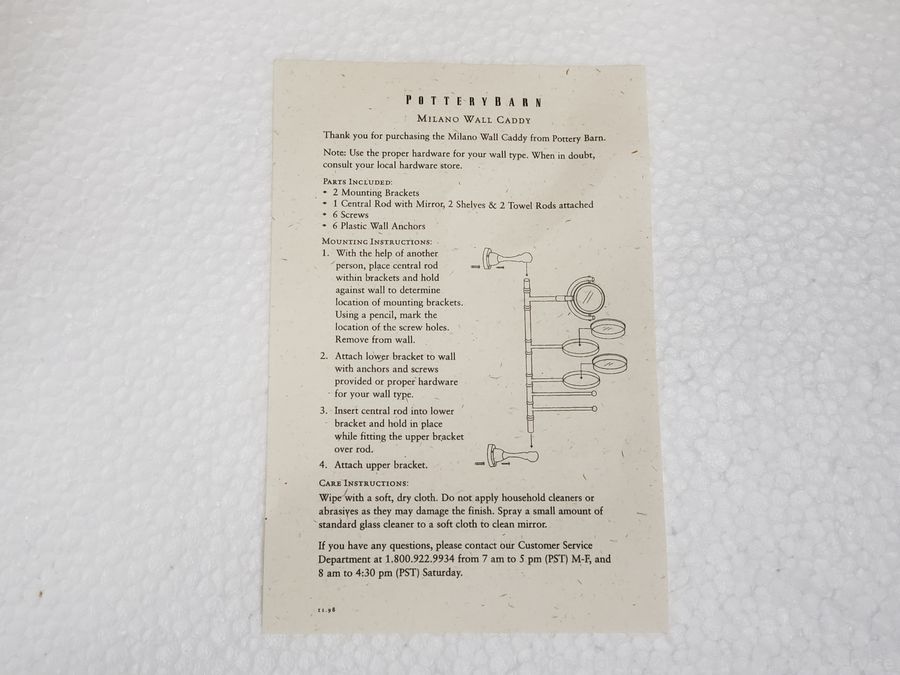 POTTERY BARN
MILANO WALL CADDY
Thank you for purchasing the Milano Wall Caddy from Pottery Barn.
Note: Use the proper hardware for your wall type. When in doubt,
consult your local hardware store.
PARTS INCLUDED:
• 2 Mounting Brackets
• 1 Central Rod with Mirror, 2 Shelves & 2 Towel Rods attached
• 6 Screws
• 6 Plastic Wall Anchors
MOUNTING INSTRUCTIONS:
1. With the help of another
person, place central rod
within brackets and hold
against wall to determine
location of mounting brackets.
Using a pencil, mark the
location of the screw holes.
Remove from wall.
2. Attach lower bracket to wall
with anchors and screws
provided or proper hardware
for your wall type.
3. Insert central rod into lower
bracket and hold in place
while fitting the upper bracket
over rod.
4. Attach upper bracket.
CARE INSTRUCTIONS:
Wipe with a soft, dry cloth. Do not apply household cleaners or
abrasives as they may damage the finish. Spray a small amount of
standard glass cleaner to a soft cloth to clean mirror.
If you have any questions, please contact our Customer Service
Department at 1.800.922.9934 from 7 am to 5 pm (PST) M-F, and
8 am to 4:30 pm (PST) Saturday.
11.98